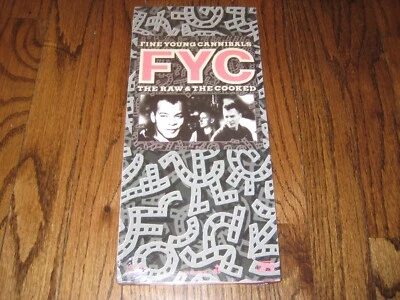 FINE YOUNG CANNIBALS
FYC
THE RAW & THE COOKED